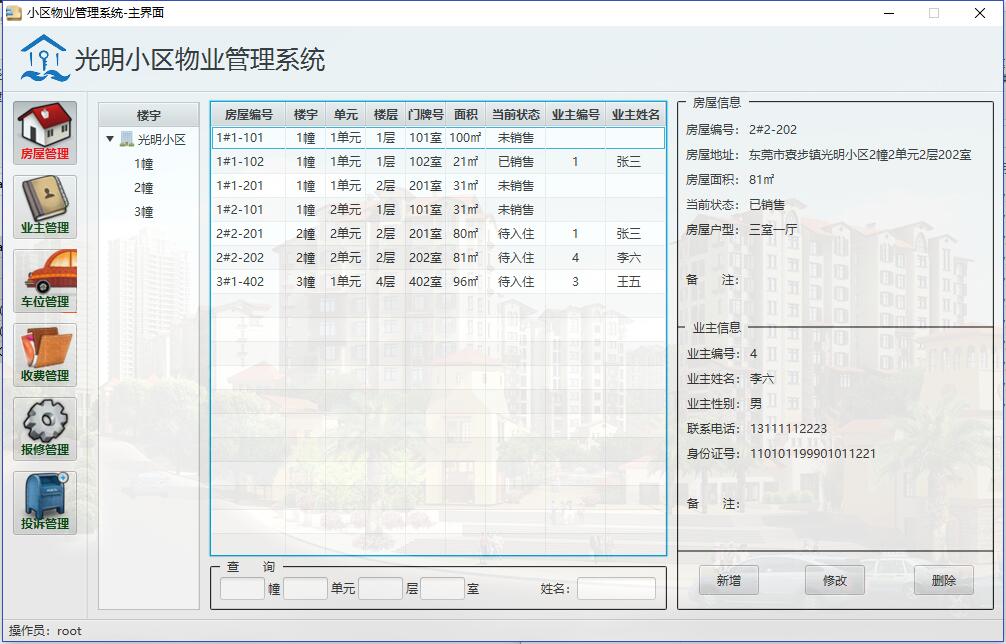 小区物业管理系统-主界面
光明小区物业管理系统
房屋管理
业主管理
车位管理
收费管理
报修管理
投诉管理
楼宇
光明小区
1幢
2幢
3幢
房屋编号 楼宇 单元 楼层 门牌号 面积 当前状态 业主编号 业主姓名
1#1-101 1幢 1单元 1层 101室 100㎡ 未销售
1#1-102 1幢 1单元 1层 102室 21㎡ 已销售 1 张三
1#1-201 1幢 1单元 2层 201室 31㎡ 未销售
1#2-101 1幢 2单元 1层 101室 31㎡ 未销售
2#2-201 2幢 2单元 2层 201室 80㎡ 待入住 1 张三
2#2-202 2幢 2单元 2层 202室 81㎡ 待入住 4 李六
3#1-402 3幢 1单元 4层 402室 96㎡ 待入住 3 王五
查 询
幢 单元 层 室 姓名:
房屋信息
房屋编号: 2#2-202
房屋地址: 东莞市寮步镇光明小区2幢2单元2层202室
房屋面积: 81㎡
当前状态: 已销售
房屋户型: 三室一厅
备 注:
业主信息
业主编号: 4
业主姓名: 李六
业主性别: 男
联系电话: 13111112223
身份证号: 110101199901011221
备 注:
新增 修改 删除
操作员: root